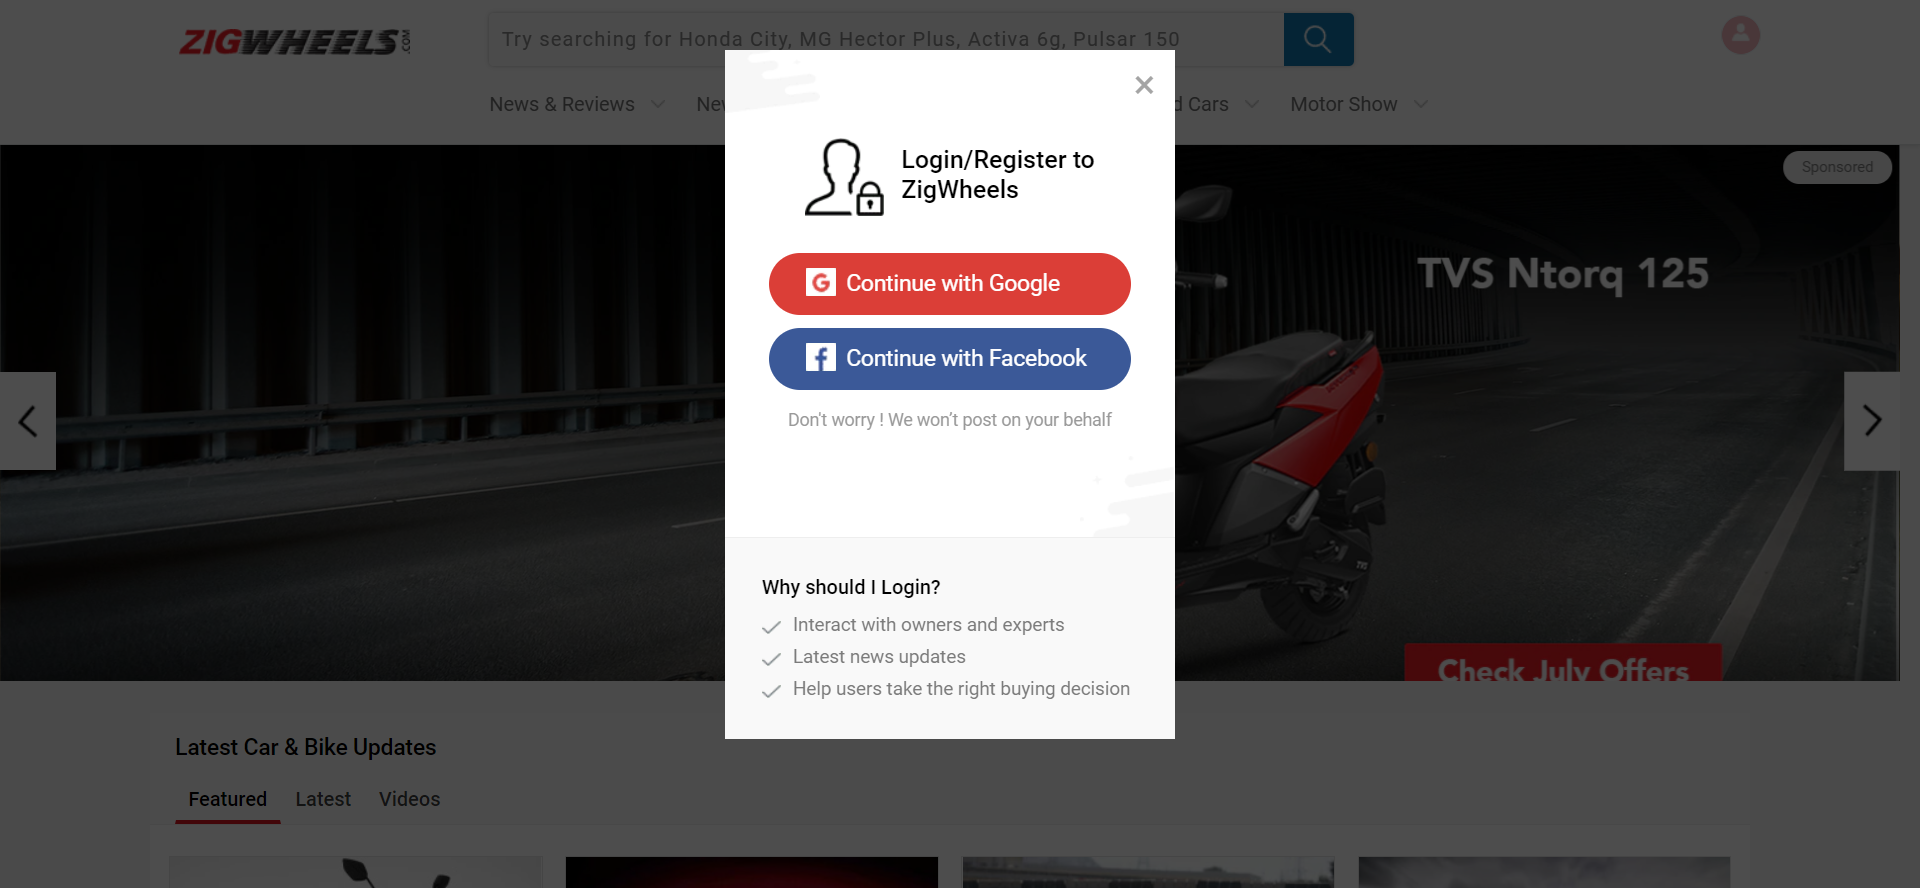 ZIGWHEELS.COM
Try searching for Honda City, MG Hector Plus, Activa 6g, Pulsar 150
News & Reviews
Motor Show
Cars
Sponsored
Login/Register to
ZigWheels
G Continue with Google
f Continue with Facebook
Don't worry ! We won’t post on your behalf
TVS Ntorq 125
TVS
Check July Offers
Why should I Login?
Interact with owners and experts
Latest news updates
Help users take the right buying decision
Latest Car & Bike Updates
Featured Latest Videos